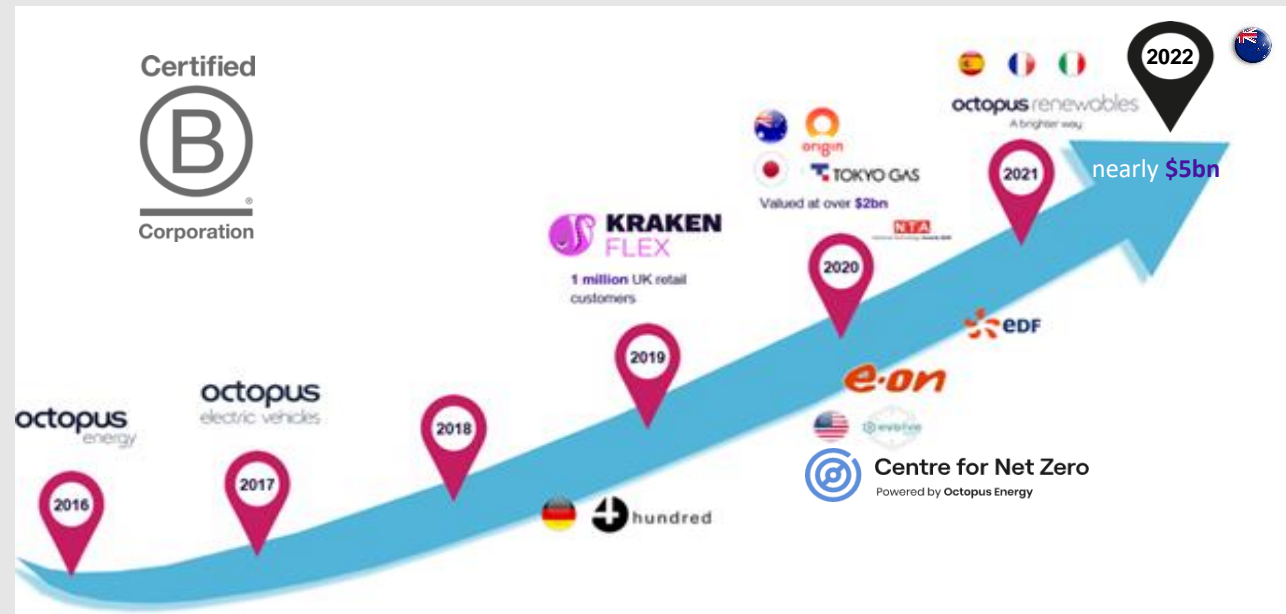 Certified
B
®
Corporation
octopus
energy
2016
octopus
electric vehicles
2017
2018
4hundred
KRAKEN
FLEX
1 million UK retail
customers
2019
origin
TOKYO GAS
Valued at over $2bn
NTA
2020
e·on
evolve
Centre for Net Zero
Powered by Octopus Energy
eDF
octopus renewables
A brighter way
2021
2022
nearly $5bn